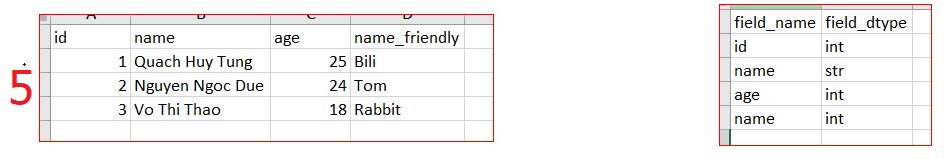 id name age name_friendly
1 Quach Huy Tung 25 Bili
2 Nguyen Ngoc Due 24 Tom
3 Vo Thi Thao 18 Rabbit
5
field_name field_dtype
id int
name str
age int
name int